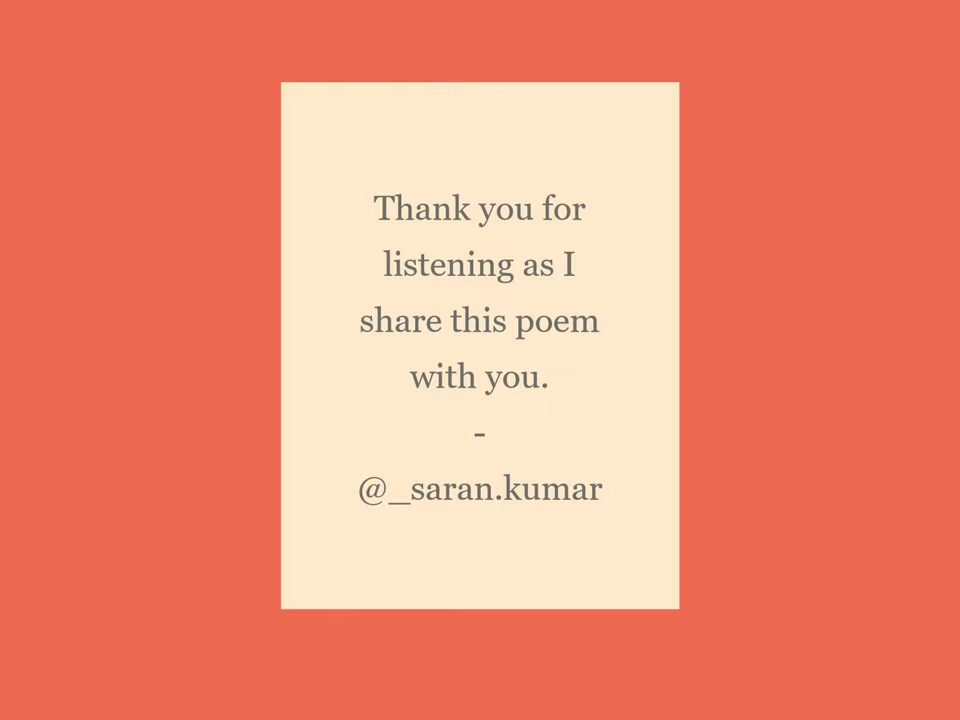 Thank you for
listening as I
share this poem
with you.
-
@_saran.kumar